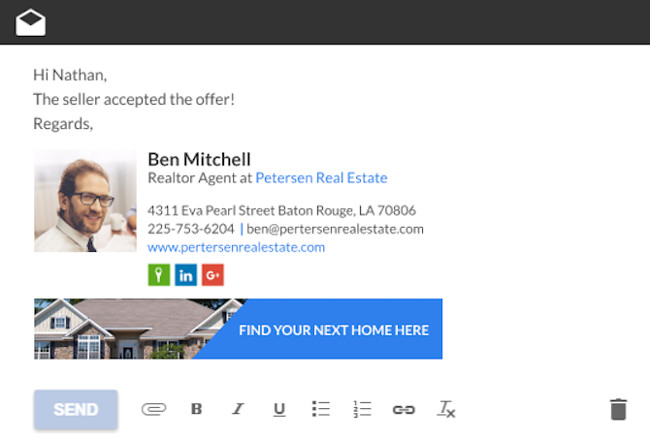 Hi Nathan,
The seller accepted the offer!
Regards,
Ben Mitchell
Realtor Agent at Petersen Real Estate
4311 Eva Pearl Street Baton Rouge, LA 70806
225-753-6204 | ben@pertersenrealestate.com
www.pertersenrealestate.com
in G+
FIND YOUR NEXT HOME HERE
SEND B I U